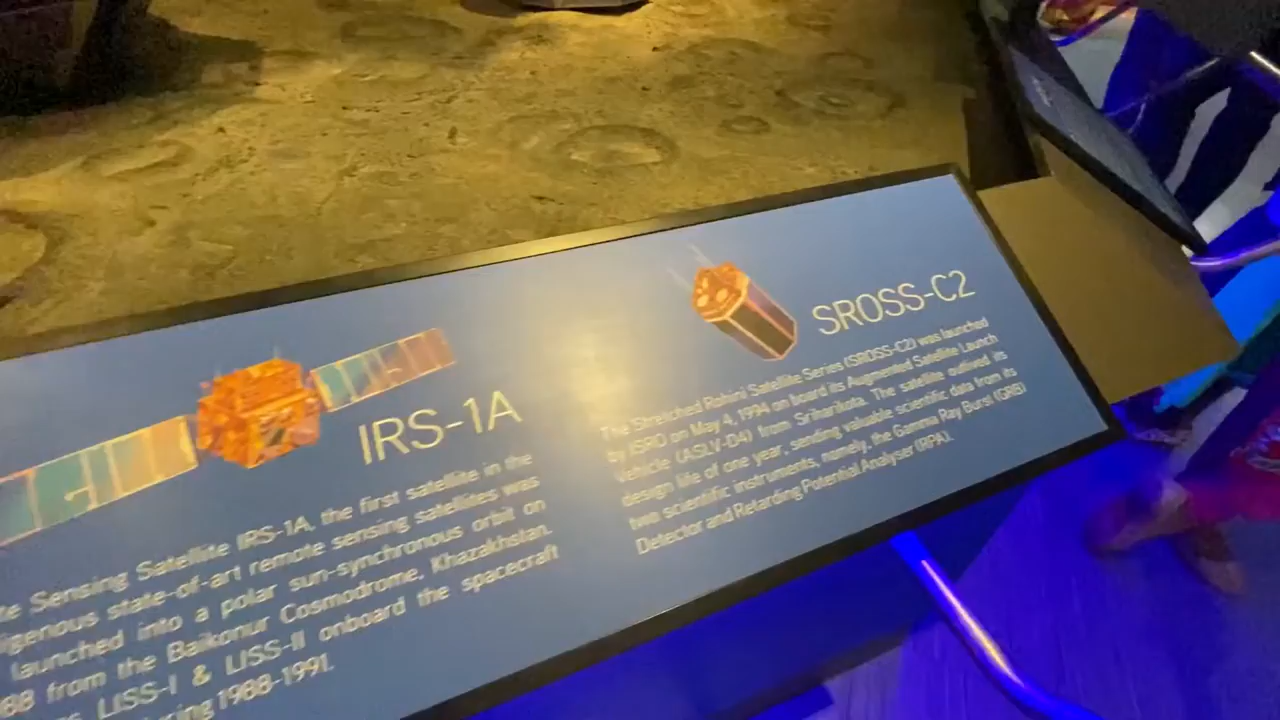 IRS-1A
Sensing Satellite IRS-1A, the first satellite in the
state-of-art remote sensing satellites was
launched into a polar sun-synchronous orbit on
from the Baikonur Cosmodrome, Khazakhstan.
LISS-I & LISS-II onboard the spacecraft
1988-1991.
SROSS-C2
The Stretched Rohini Satellite Series (SROSS-C2) was launched
by ISRO on May 4, 1994 on board its Augmented Satellite Launch
Vehicle (ASLV-D4) from Sriharikota. The satellite outlived its
design life of one year, sending valuable scientific data from its
two scientific instruments, namely, the Gamma Ray Burst (GRB)
Detector and Retarding Potential Analyser (RPA).